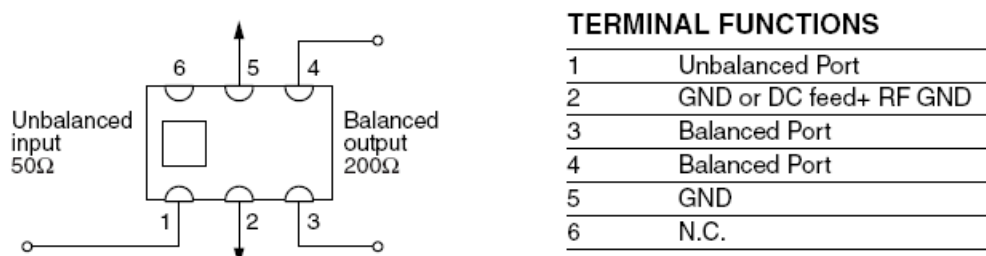 6 5 4
Unbalanced
input
50Ω
Balanced
output
200Ω
1 2 3
TERMINAL FUNCTIONS
1 Unbalanced Port
2 GND or DC feed+ RF GND
3 Balanced Port
4 Balanced Port
5 GND
6 N.C.